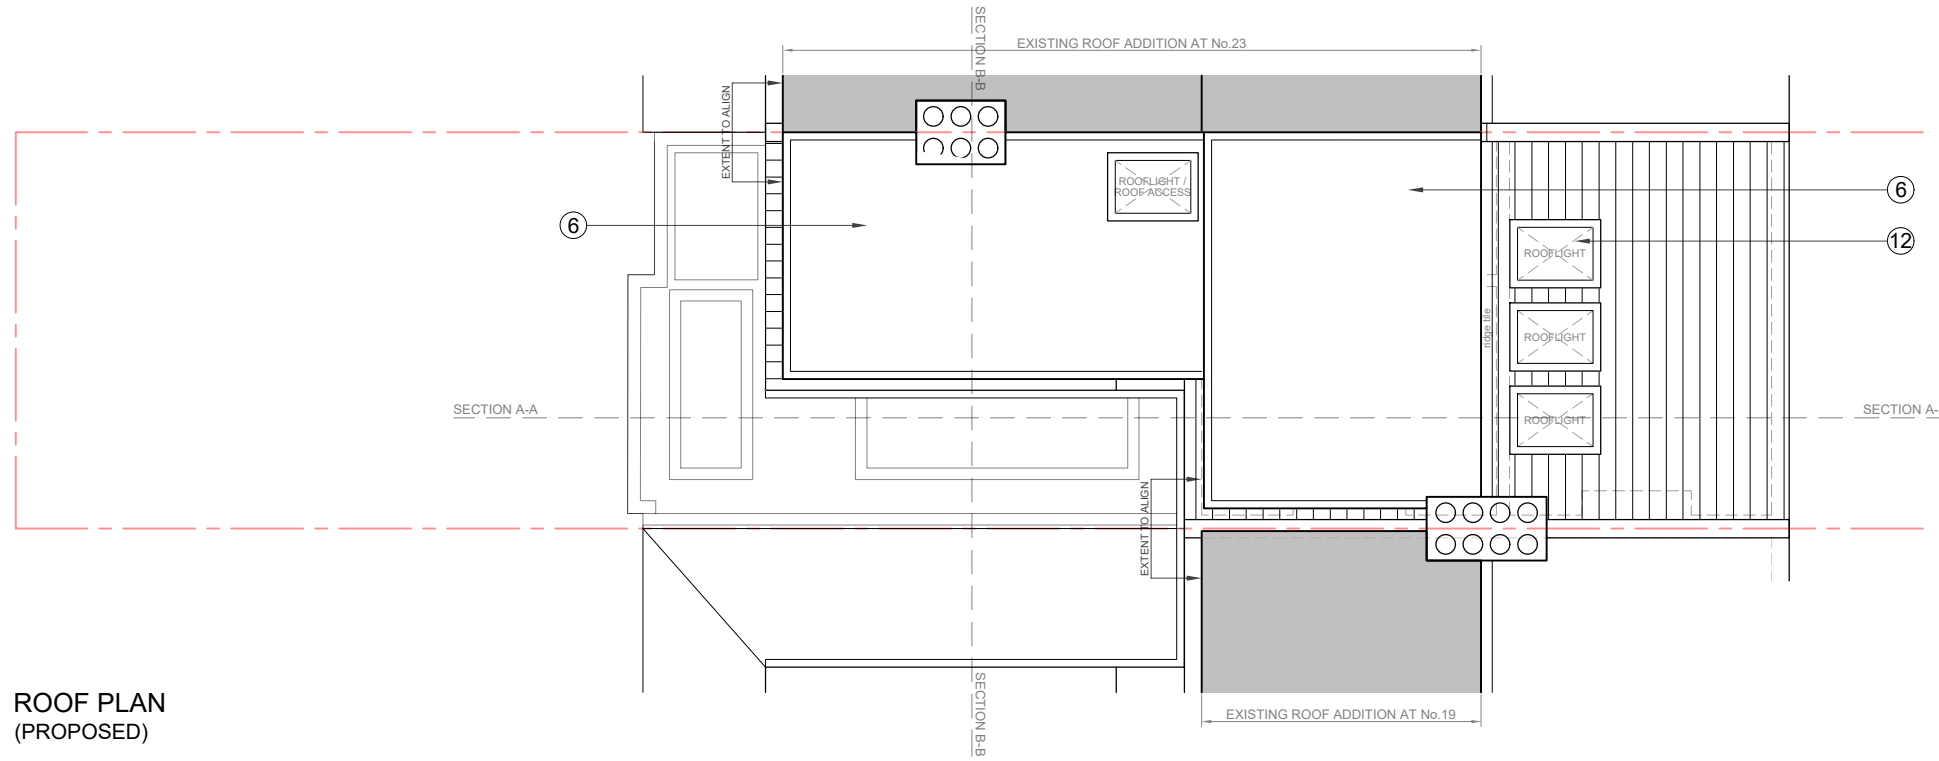 SECTION B-B
EXISTING ROOF ADDITION AT No.23
EXTENT TO ALIGN
ROOFLIGHT /
ROOF ACCESS
6
6
12
ROOFLIGHT
ridge tile
ROOFLIGHT
SECTION A-A
ROOFLIGHT
SECTION A-
EXTENT TO ALIGN
SECTION B-B
ROOF PLAN
(PROPOSED)
EXISTING ROOF ADDITION AT No.19